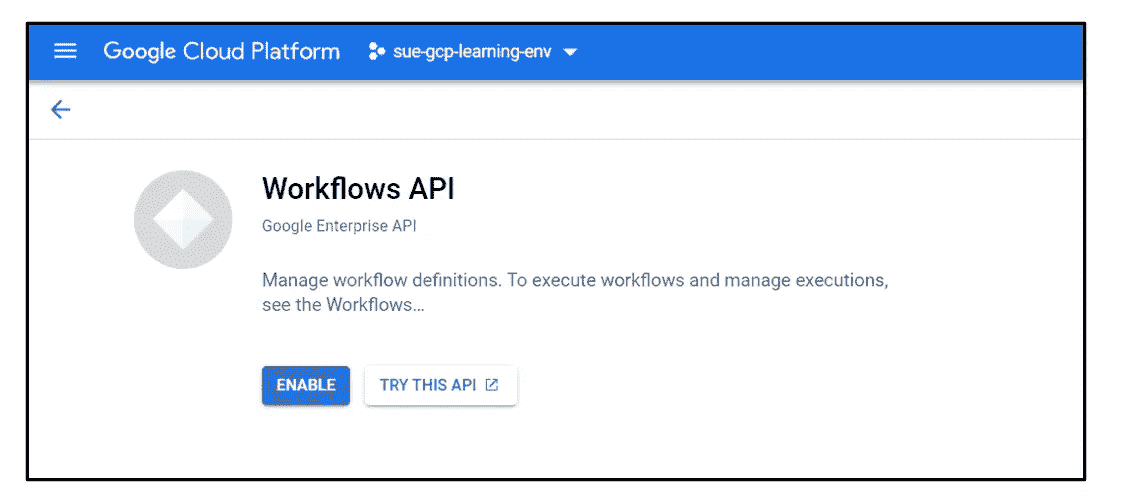 Google Cloud Platform sue-gcp-learning-env
Workflows API
Google Enterprise API
Manage workflow definitions. To execute workflows and manage executions,
see the Workflows...
ENABLE TRY THIS API